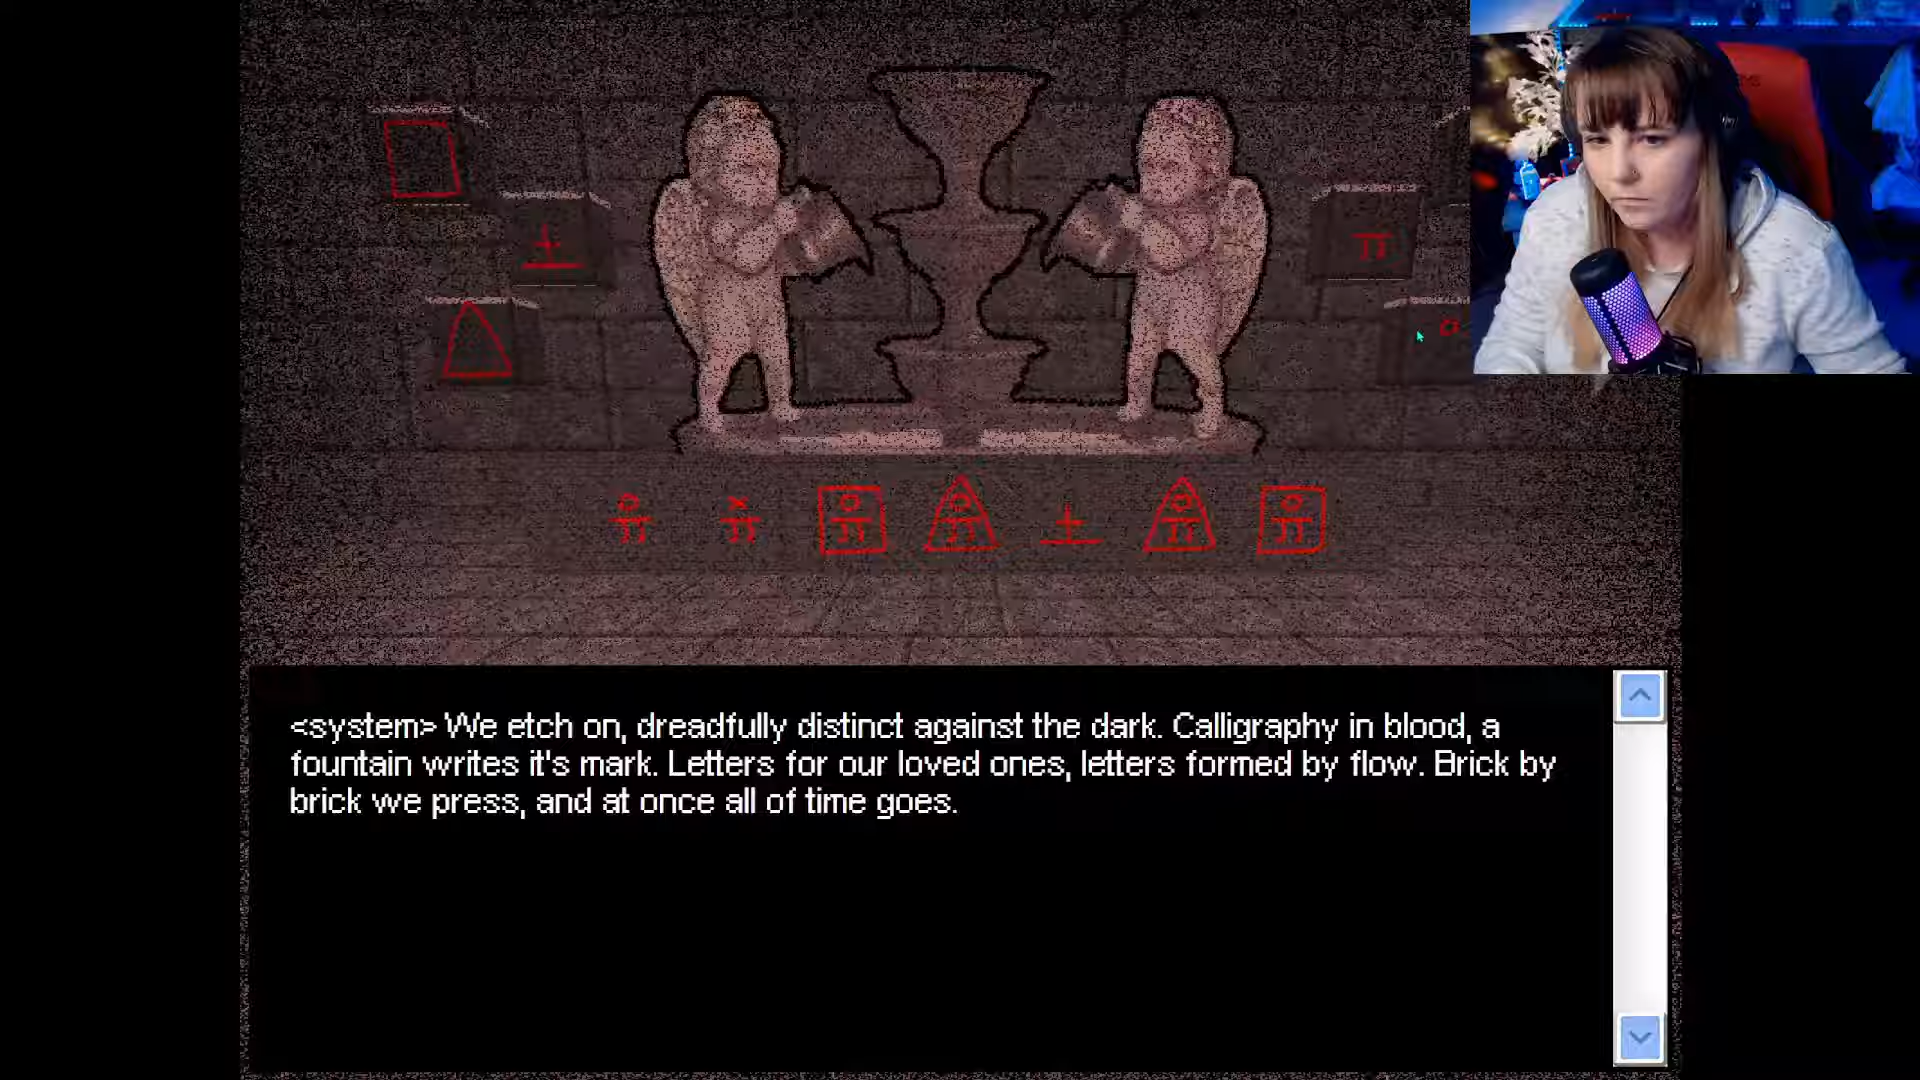 <system> We etch on, dreadfully distinct against the dark. Calligraphy in blood, a
fountain writes it's mark. Letters for our loved ones, letters formed by flow. Brick by
brick we press, and at once all of time goes.